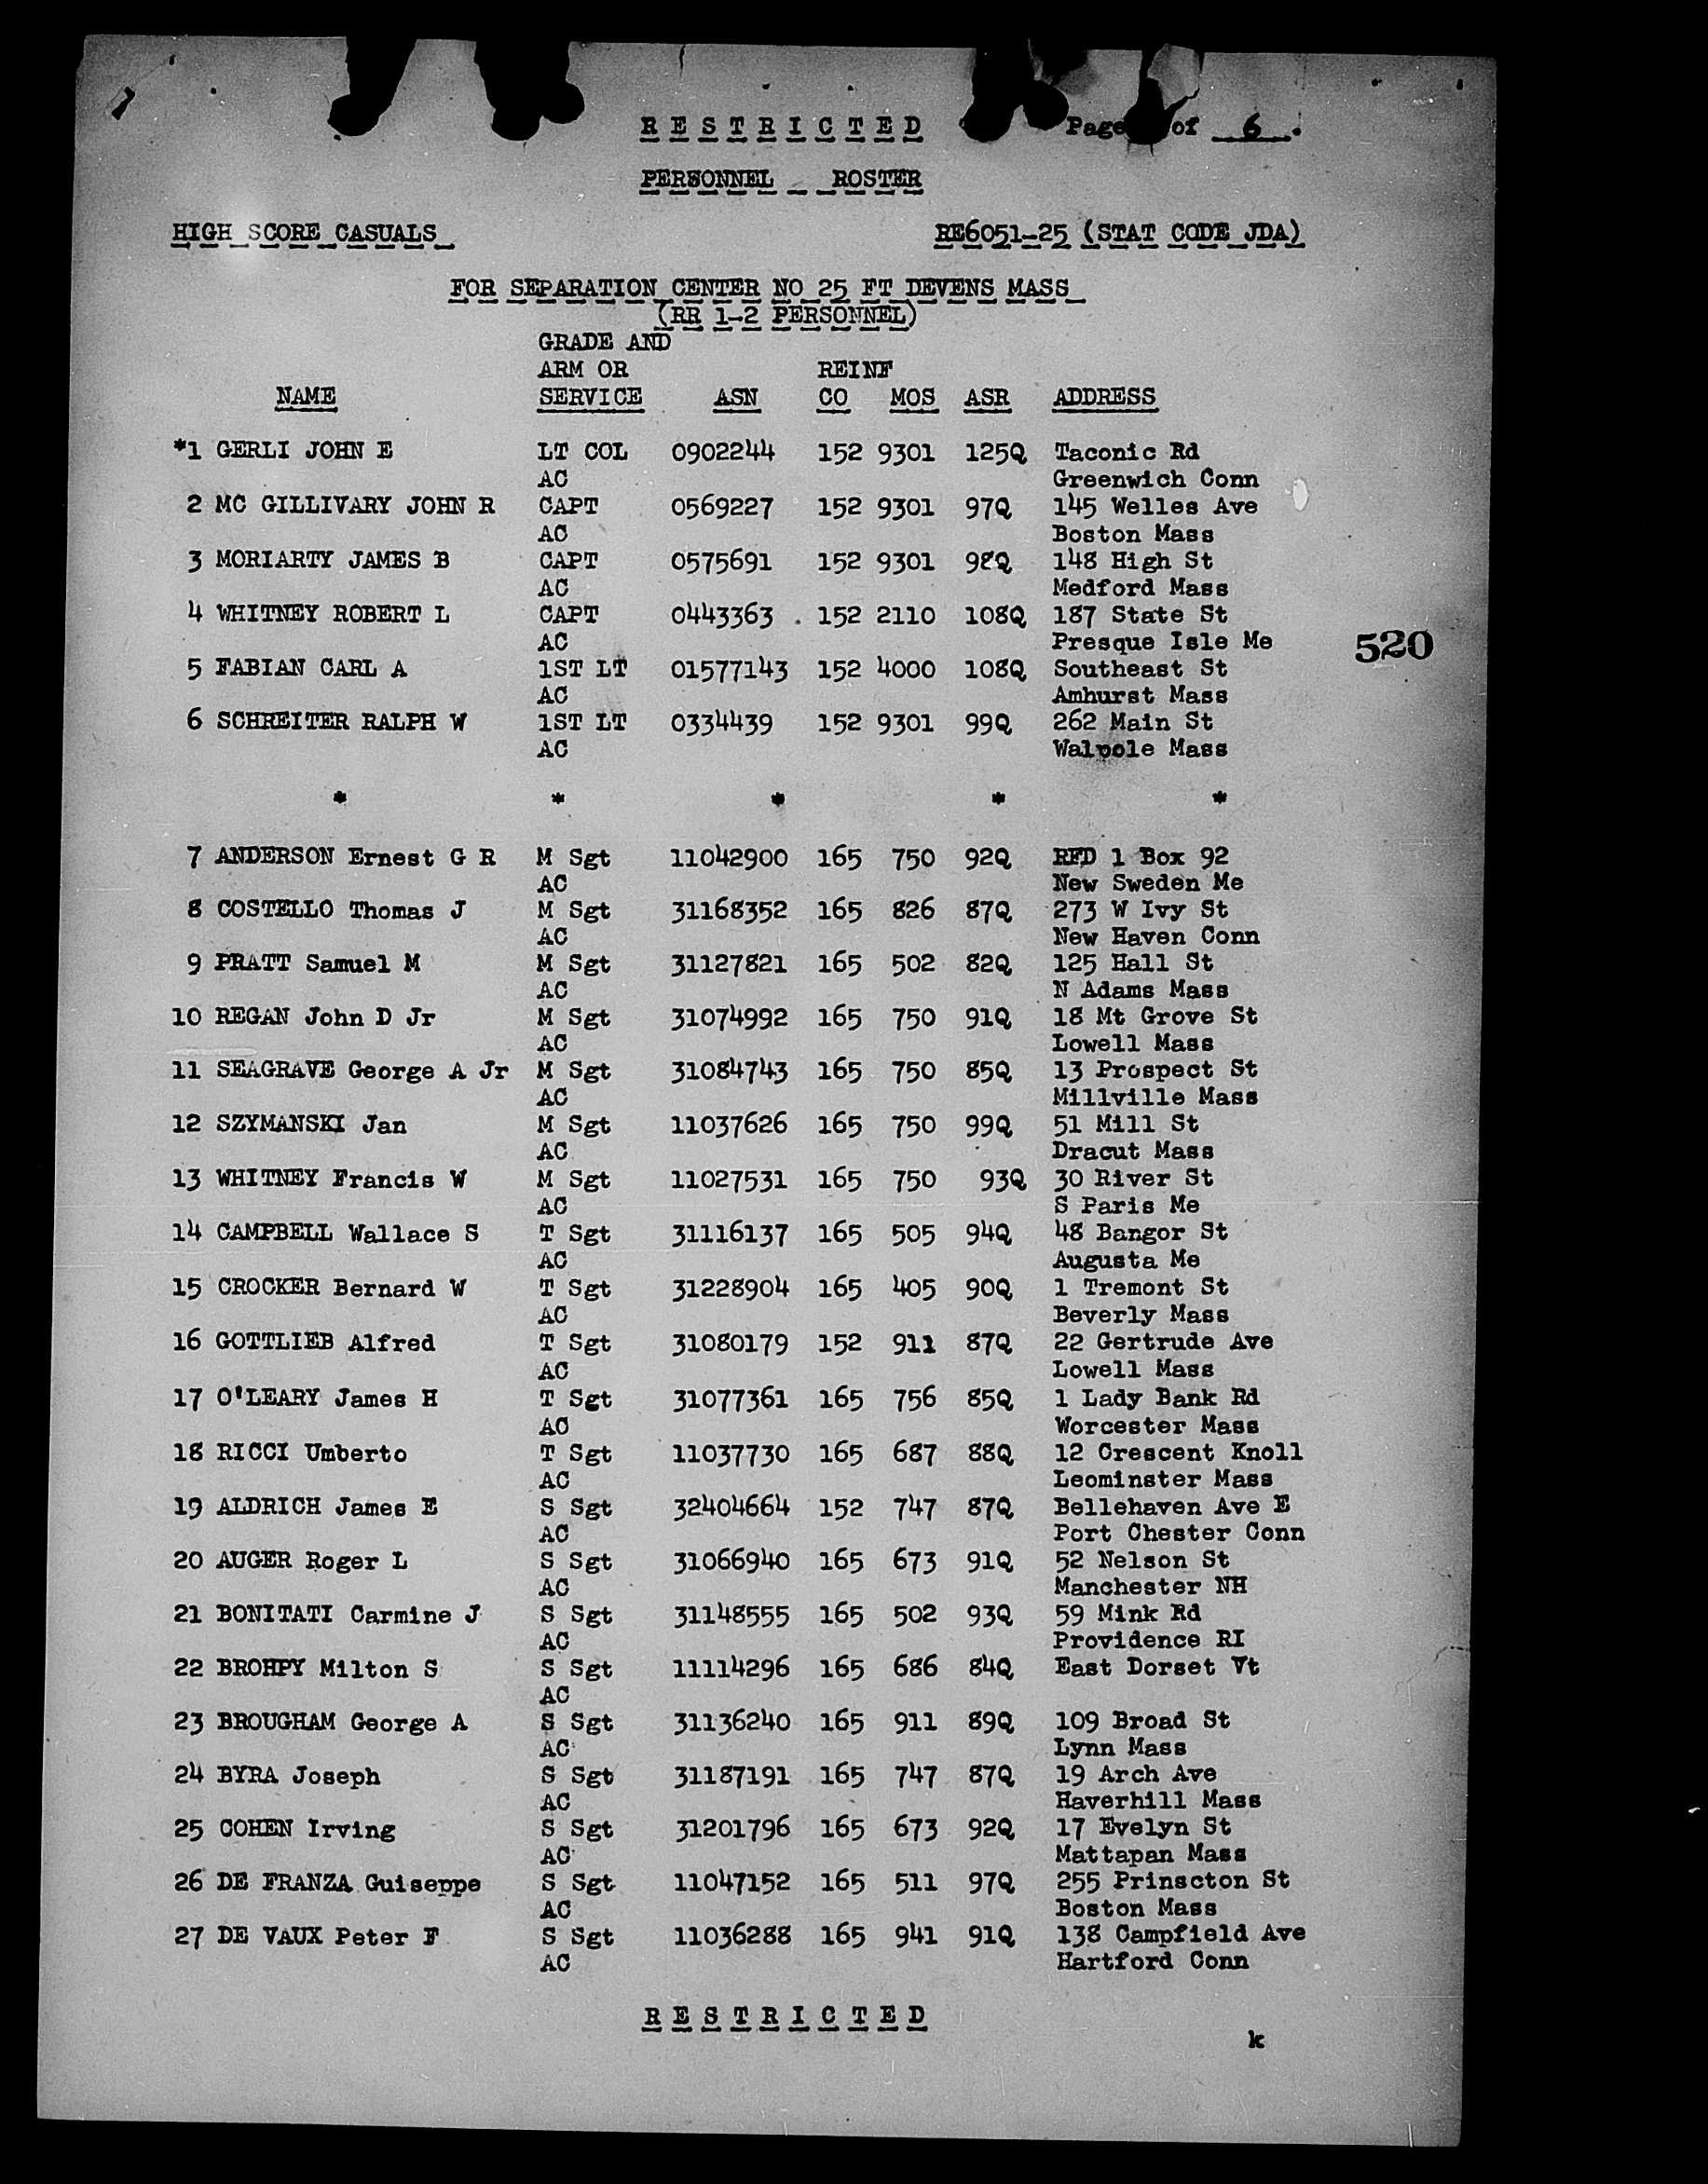 RESTRICTED Page of 6.
PERSONNEL ROSTER
HIGH SCORE CASUALS RE6051-25 (STAT CODE JDA)
FOR SEPARATION CENTER NO 25 FT DEVENS MASS
(RR 1-2 PERSONNEL)
GRADE AND
ARM OR REINF
NAME SERVICE ASN CO MOS ASR ADDRESS
*1 GERLI JOHN E LT COL 0902244 152 9301 125Q Taconic Rd
AC Greenwich Conn
2 MC GILLIVARY JOHN R CAPT 0569227 152 9301 97Q 145 Welles Ave
AC Boston Mass
3 MORIARTY JAMES B CAPT 0575691 152 9301 98Q 148 High St
AC Medford Mass
4 WHITNEY ROBERT L CAPT 0443363 . 152 2110 108Q 187 State St
AC Presque Isle Me
520
5 FABIAN CARL A 1ST LT 01577143 152 4000 108Q Southeast St
AC Amhurst Mass
6 SCHREITER RALPH W 1ST LT 0334439 152 9301 99Q 262 Main St
AC Walpole Mass
* * * * *
7 ANDERSON Ernest G R M Sgt 11042900 165 750 92Q RFD 1 Box 92
AC New Sweden Me
8 COSTELLO Thomas J M Sgt 31168352 165 826 87Q 273 W Ivy St
AC New Haven Conn
9 PRATT Samuel M M Sgt 31127821 165 502 82Q 125 Hall St
AC N Adams Mass
10 REGAN John D Jr M Sgt 31074992 165 750 91Q 18 Mt Grove St
AC Lowell Mass
11 SEAGRAVE George A Jr M Sgt 31084743 165 750 85Q 13 Prospect St
AC Millville Mass
12 SZYMANSKI Jan M Sgt 11037626 165 750 99Q 51 Mill St
AC Dracut Mass
13 WHITNEY Francis W M Sgt 11027531 165 750 93Q 30 River St
AC S Paris Me
14 CAMPBELL Wallace S T Sgt 31116137 165 505 94Q 48 Bangor St
AC Augusta Me
15 CROCKER Bernard W T Sgt 31228904 165 405 90Q 1 Tremont St
AC Beverly Mass
16 GOTTLIEB Alfred T Sgt 31080179 152 911 87Q 22 Gertrude Ave
AC Lowell Mass
17 O'LEARY James H T Sgt 31077361 165 756 85Q 1 Lady Bank Rd
AC Worcester Mass
18 RICCI Umberto T Sgt 11037730 165 687 88Q 12 Crescent Knoll
AC Leominster Mass
19 ALDRICH James E S Sgt 32404664 152 747 87Q Bellehaven Ave E
AC Port Chester Conn
20 AUGER Roger L S Sgt 31066940 165 673 91Q 52 Nelson St
AC Manchester NH
21 BONITATI Carmine J S Sgt 31148555 165 502 93Q 59 Mink Rd
AC Providence RI
22 BROHPY Milton S S Sgt 11114296 165 686 84Q East Dorset Vt
AC
23 BROUGHAM George A S Sgt 31136240 165 911 89Q 109 Broad St
AC Lynn Mass
24 BYRA Joseph S Sgt 31187191 165 747 87Q 19 Arch Ave
AC Haverhill Mass
25 COHEN Irving S Sgt 31201796 165 673 92Q 17 Evelyn St
AC Mattapan Mass
26 DE FRANZA Guiseppe S Sgt 11047152 165 511 97Q 255 Prinscton St
AC Boston Mass
27 DE VAUX Peter F S Sgt 11036288 165 941 91Q 138 Campfield Ave
AC Hartford Conn
RESTRICTED
k